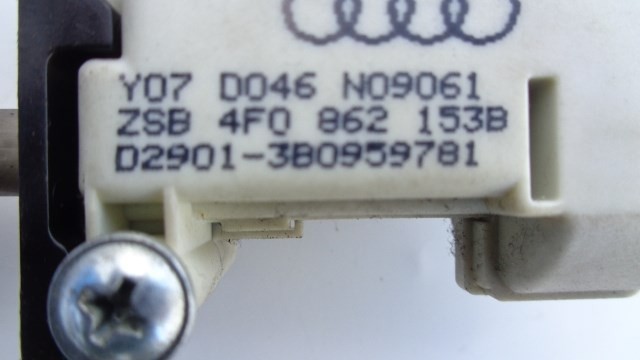 Y07 D046 N09061
ZSB 4F0 862 153B
D2901-3B0959781